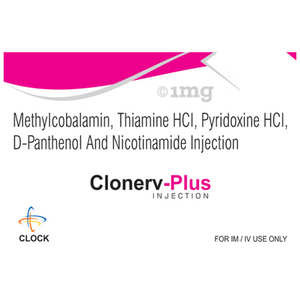 ©1mg
Methylcobalamin, Thiamine HCl, Pyridoxine HCl,
D-Panthenol And Nicotinamide Injection
Clonerv-Plus
INJECTION
CLOCK
FOR IM / IV USE ONLY